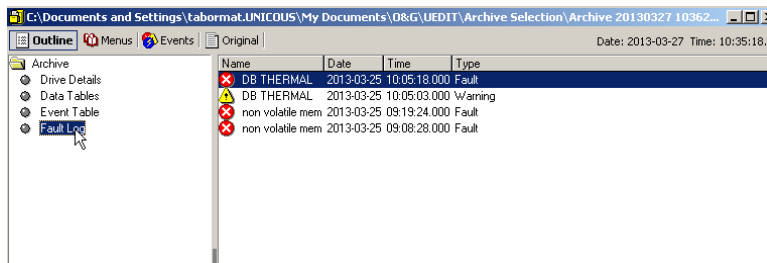 C:\Documents and Settings\tabormat.UNICOUS\My Documents\O&G\UEDIT\Archive Selection\Archive 20130327 10362...
Outline Menus Events Original Date: 2013-03-27 Time: 10:35:18.
Archive
Drive Details
Data Tables
Event Table
Fault Log
Name Date Time Type
DB THERMAL 2013-03-25 10:05:18.000 Fault
DB THERMAL 2013-03-25 10:05:03.000 Warning
non volatile mem 2013-03-25 09:19:24.000 Fault
non volatile mem 2013-03-25 09:08:28.000 Fault